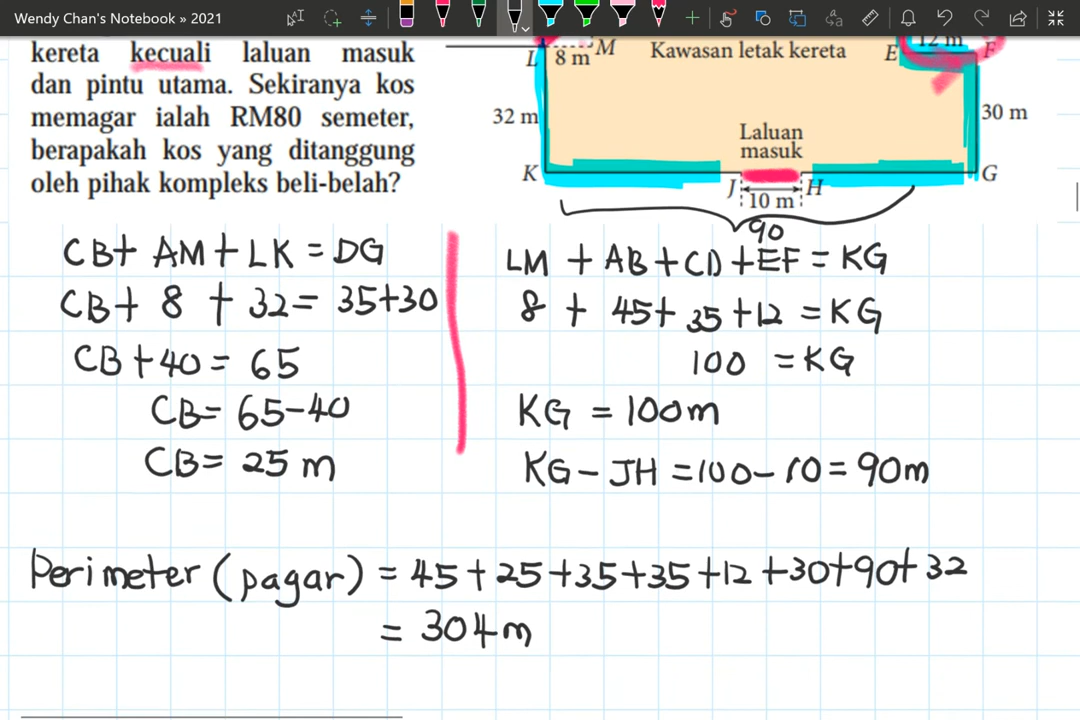 Wendy Chan's Notebook » 2021
kereta kecuali laluan masuk
dan pintu utama. Sekiranya kos
memagar ialah RM80 semeter,
berapakah kos yang ditanggung
oleh pihak kompleks beli-belah?
L 8 m M Kawasan letak kereta E 12 m F
32 m
30 m
Laluan
masuk
K J H G
10 m
90
CB + AM + LK = DG
CB + 8 + 32 = 35+30
CB + 40 = 65
CB = 65-40
CB = 25 m
LM + AB + CD + EF = KG
8 + 45 + 35 + 12 = KG
100 = KG
KG = 100m
KG - JH = 100 - 10 = 90m
Perimeter (pagar) = 45+25+35+35+12+30+90+32
= 304m